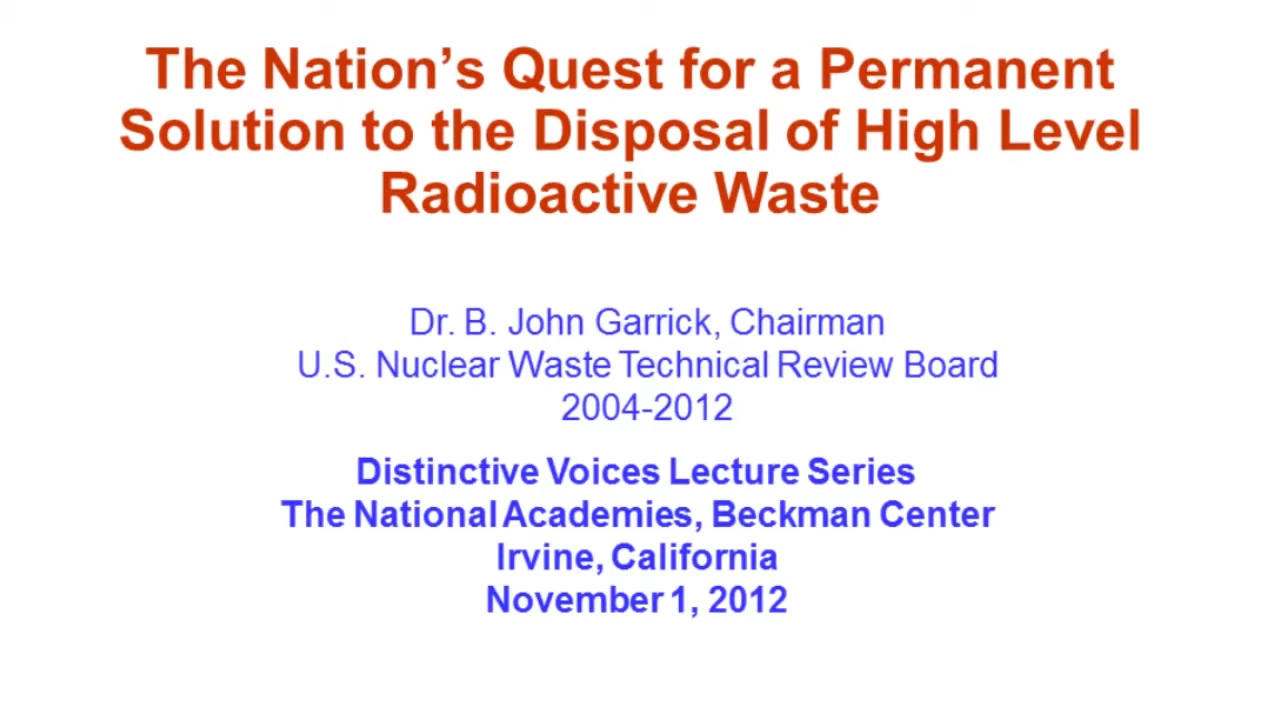 The Nation’s Quest for a Permanent
Solution to the Disposal of High Level
Radioactive Waste
Dr. B. John Garrick, Chairman
U.S. Nuclear Waste Technical Review Board
2004-2012
Distinctive Voices Lecture Series
The National Academies, Beckman Center
Irvine, California
November 1, 2012